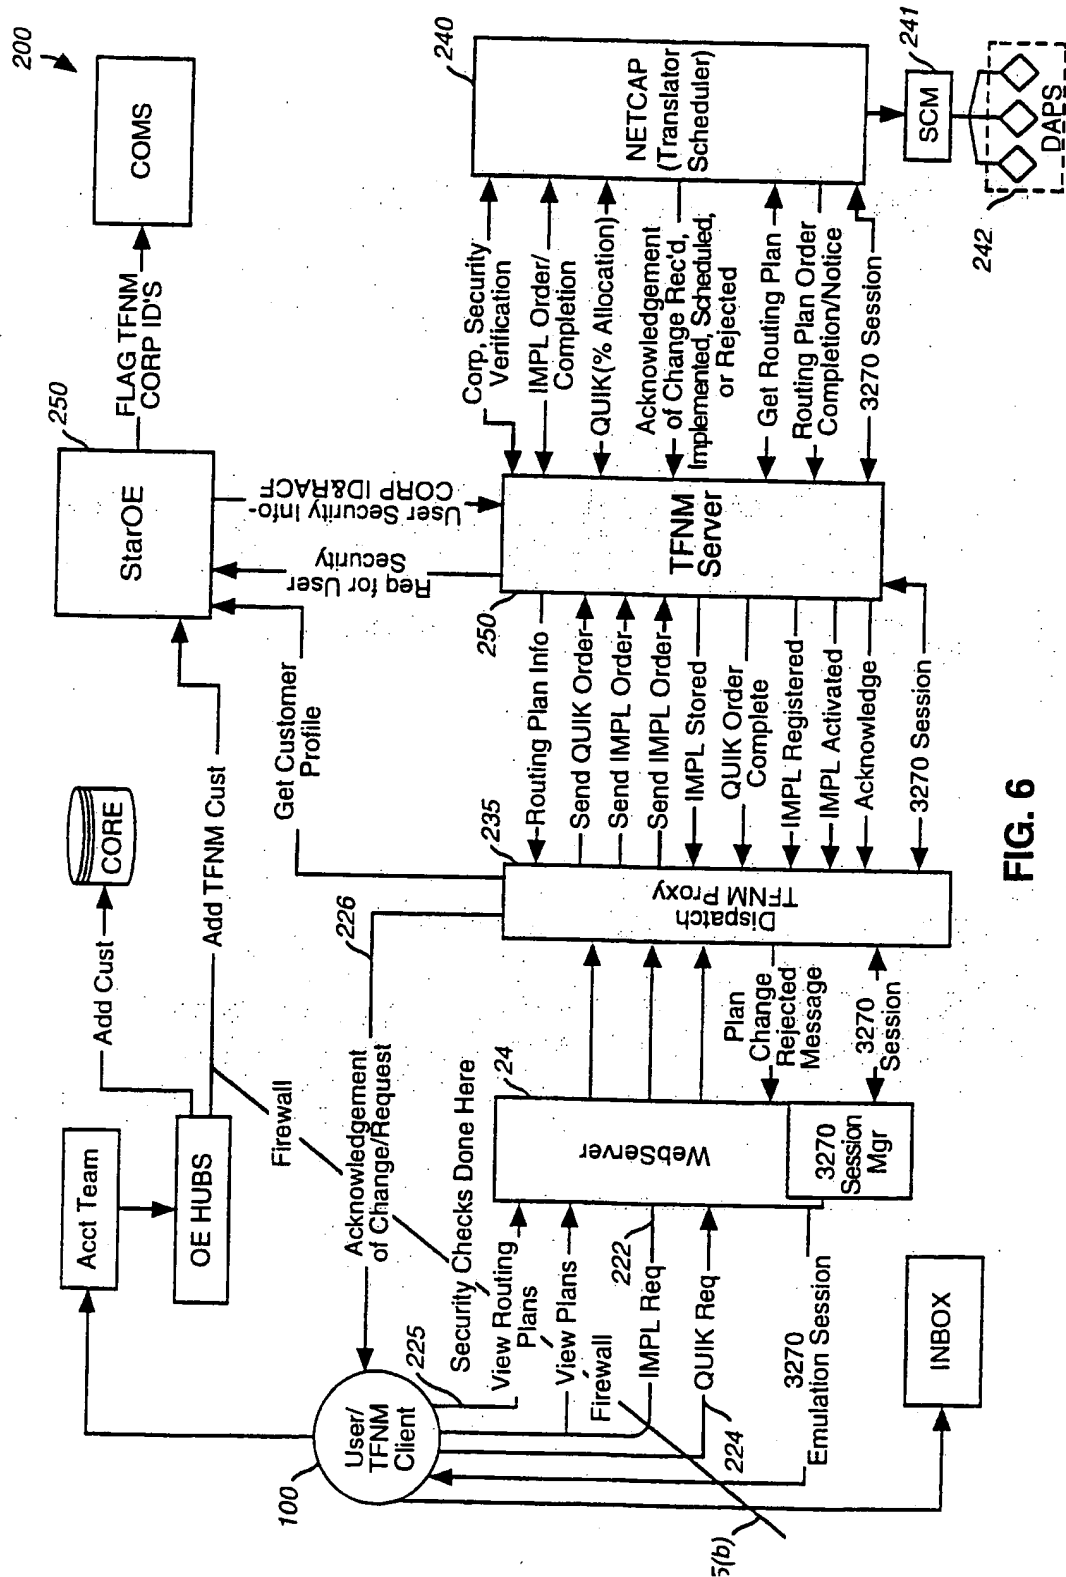 200
COMS
FLAG TFNM
CORP ID'S
250
StarOE
User Security Info-
CORP ID&RACF
Req for User
Security
Get Customer
Profile
CORE
Add Cust
Add TFNM Cust
Acct Team
OE HUBS
Firewall
226
Acknowledgement
of Change/Request
Security Checks Done Here
225
View Routing
Plans
View Plans
Firewall
222
IMPL Req
QUIK Req
224
3270
Emulation Session
User/
TFNM
Client
100
INBOX
24
WebServer
3270
Session
Mgr
Plan
Change
Rejected
Message
3270
Session
235
Dispatch
TFNM Proxy
Routing Plan Info
Send QUIK Order
Send IMPL Order
Send IMPL Order
IMPL Stored
QUIK Order
Complete
IMPL Registered
IMPL Activated
Acknowledge
3270 Session
250
TFNM
Server
Corp, Security
Verification
IMPL Order/
Completion
QUIK(% Allocation)
Acknowledgement
of Change Rec'd,
Implemented, Scheduled,
or Rejected
Get Routing Plan
Routing Plan Order
Completion/Notice
3270 Session
240
NETCAP
(Translator
Scheduler)
241
SCM
DAPS
242
5(b)
FIG. 6